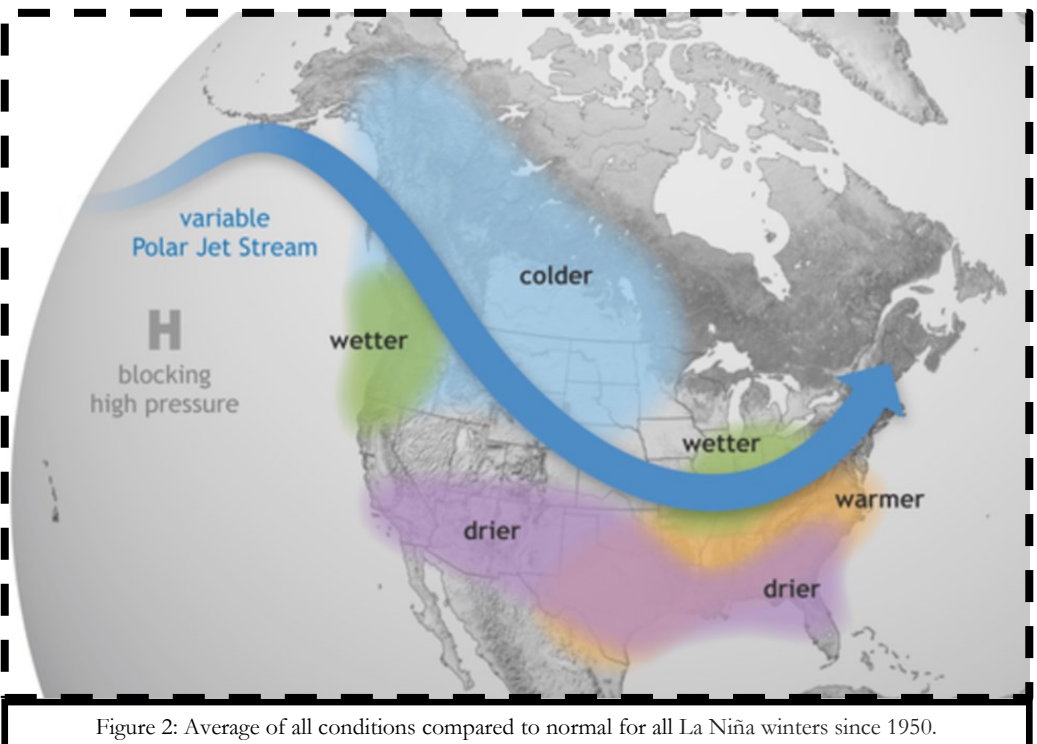 variable
Polar Jet Stream
colder
H
wetter
blocking
high pressure
wetter
warmer
drier
drier
Figure 2: Average of all conditions compared to normal for all La Niña winters since 1950.